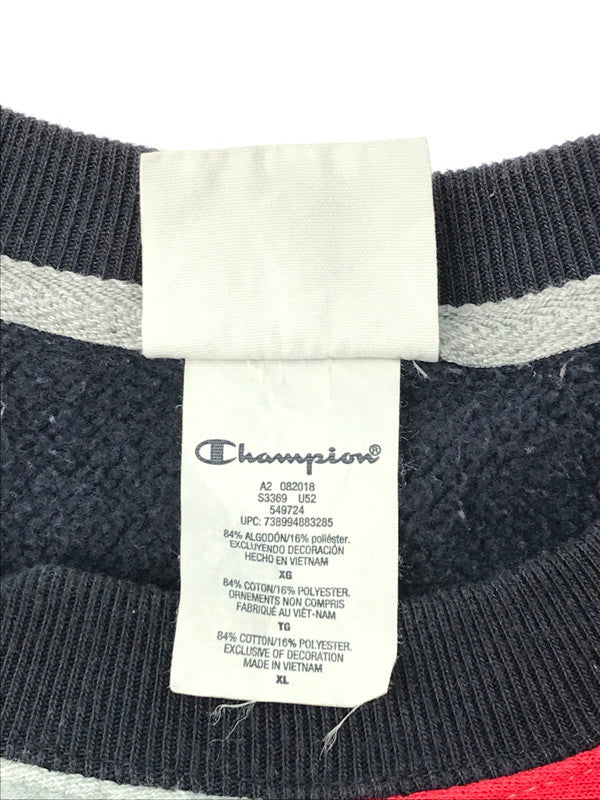 Champion®
A2 082018
S3369 U52
549724
UPC: 738994883285
84% ALGODÓN/16% poliéster.
EXCLUYENDO DECORACIÓN
HECHO EN VIETNAM
XG
84% COTON/16% POLYESTER.
ORNEMENTS NON COMPRIS
FABRIQUÉ AU VIÊT-NAM
TG
84% COTTON/16% POLYESTER.
EXCLUSIVE OF DECORATION
MADE IN VIETNAM
XL